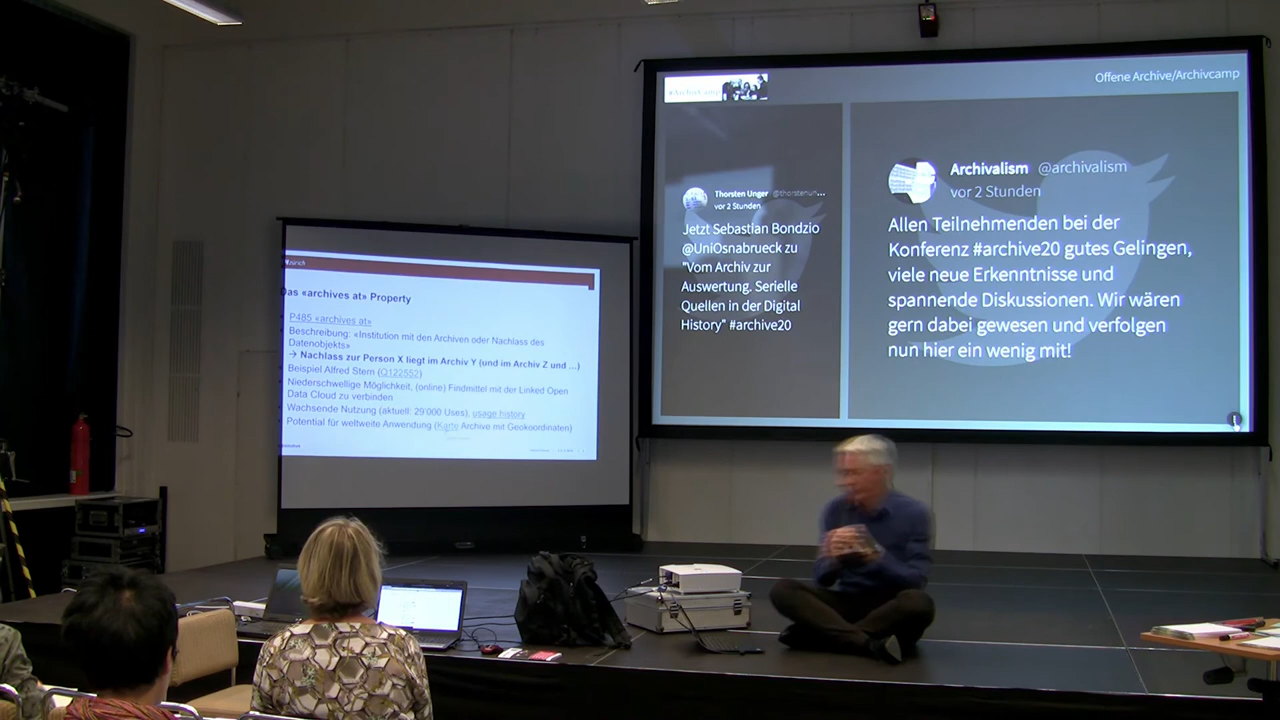 zürich
Das «archives at» Property
P485 «archives at»
Beschreibung: «Institution mit den Archiven oder Nachlass des
Datenobjekts»
→ Nachlass zur Person X liegt im Archiv Y (und im Archiv Z und ...)
Beispiel Alfred Stern (Q122552)
Niederschwellige Möglichkeit, (online) Findmittel mit der Linked Open
Data Cloud zu verbinden
Wachsende Nutzung (aktuell: 29'000 Uses), usage history
Potential für weltweite Anwendung (Karte Archive mit Geokoordinaten)
#ArchivCamp
Offene Archive/Archivcamp
Thorsten Unger @thorstenun...
vor 2 Stunden
Jetzt Sebastian Bondzio
@UniOsnabrueck zu
"Vom Archiv zur
Auswertung. Serielle
Quellen in der Digital
History" #archive20
Archivalism @archivalism
vor 2 Stunden
Allen Teilnehmenden bei der
Konferenz #archive20 gutes Gelingen,
viele neue Erkenntnisse und
spannende Diskussionen. Wir wären
gern dabei gewesen und verfolgen
nun hier ein wenig mit!